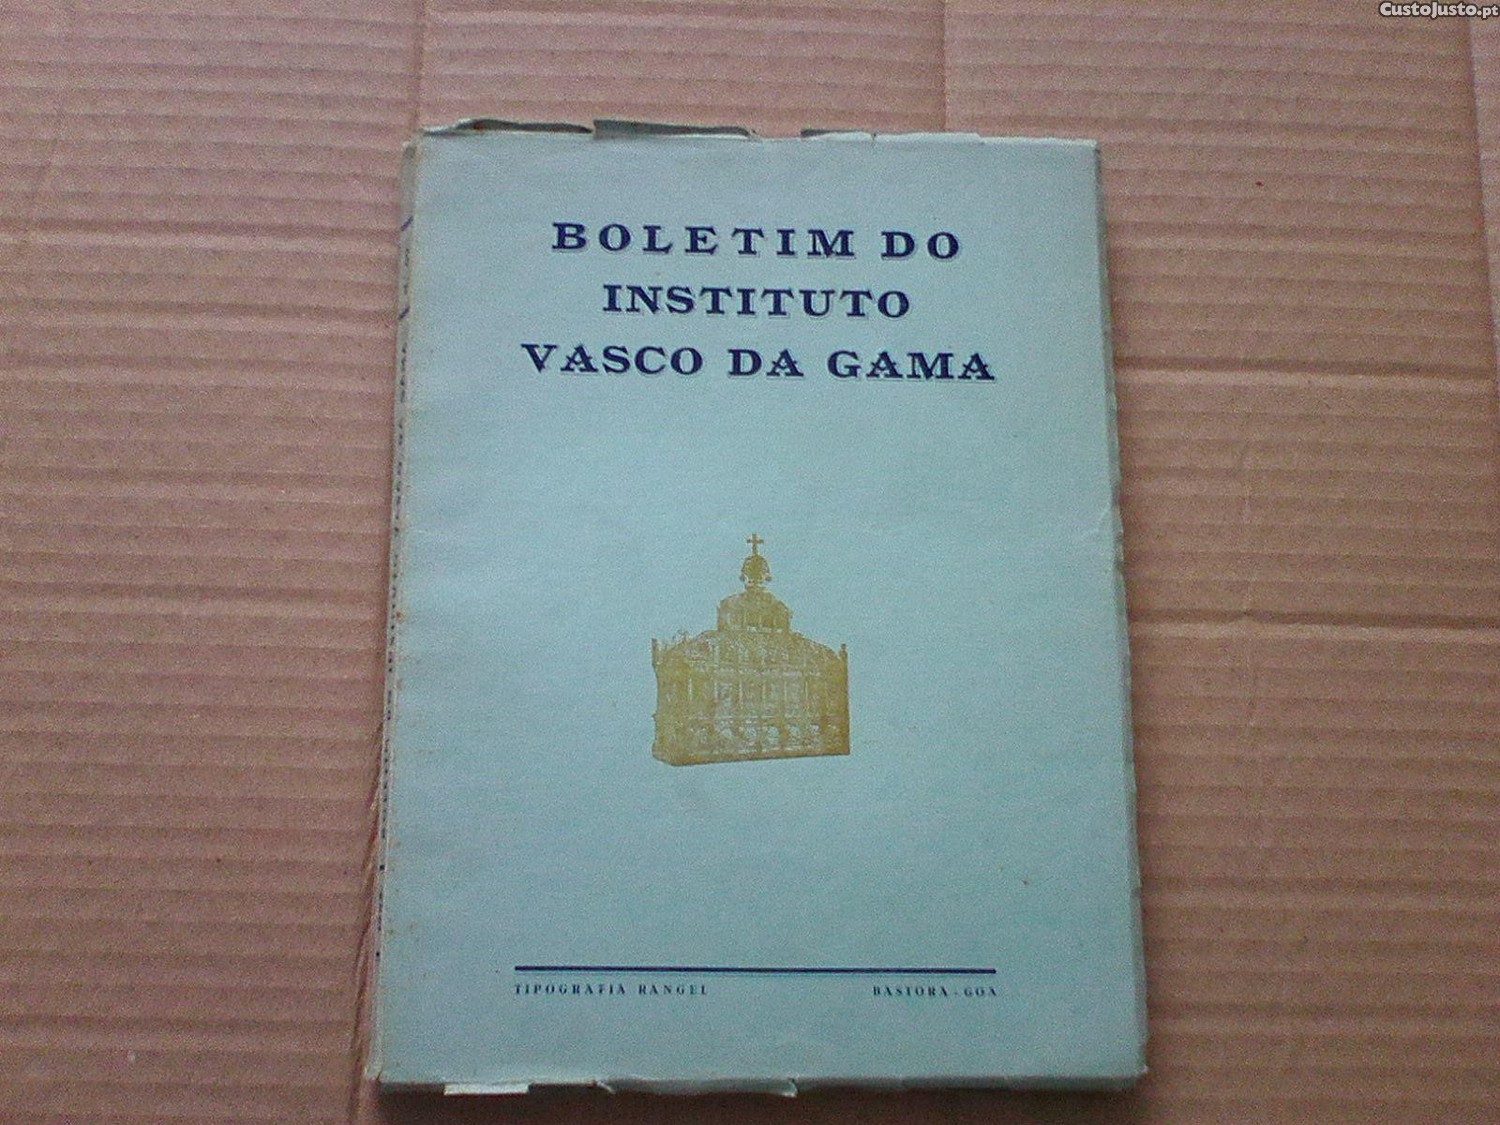 CustoJusto.pt
BOLETIM DO
INSTITUTO
VASCO DA GAMA
TIPOGRAFIA RANGEL BASTORA - GOA